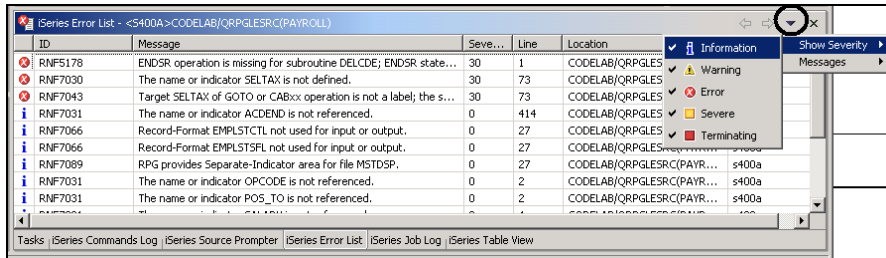 iSeries Error List - <S400A>CODELAB/QRPGLESRC(PAYROLL)
ID Message Seve... Line Location
RNF5178 ENDSR operation is missing for subroutine DELCDE; ENDSR state... 30 1 CODELAB/QRPGLES
RNF7030 The name or indicator SELTAX is not defined. 30 73 CODELAB/QRPGLES
RNF7043 Target SELTAX of GOTO or CABxx operation is not a label; the s... 30 73 CODELAB/QRPGLES
RNF7031 The name or indicator ACDEND is not referenced. 0 414 CODELAB/QRPGLES
RNF7066 Record-Format EMPLSTCTL not used for input or output. 0 27 CODELAB/QRPGLES
RNF7066 Record-Format EMPLSTSFL not used for input or output. 0 27 s400a
RNF7089 RPG provides Separate-Indicator area for file MSTDSP. 0 27 CODELAB/QRPGLESRC(PAYR... s400a
RNF7031 The name or indicator OPCODE is not referenced. 0 2 CODELAB/QRPGLESRC(PAYR... s400a
RNF7031 The name or indicator POS_TO is not referenced. 0 2 CODELAB/QRPGLESRC(PAYR... s400a
Information
Warning
Error
Severe
Terminating
Show Severity
Messages
Tasks iSeries Commands Log iSeries Source Prompter iSeries Error List iSeries Job Log iSeries Table View